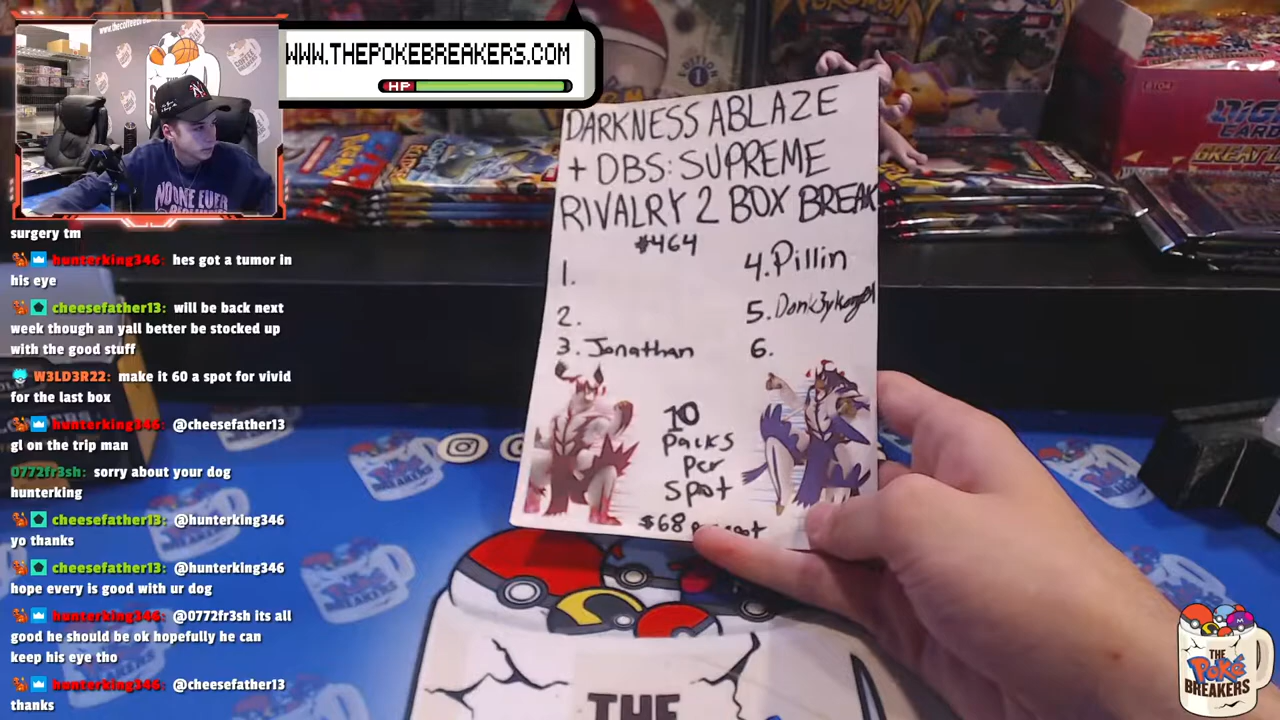 WWW.THEPOKEBREAKERS.COM
HP
surgery tm
hunterking346: hes got a tumor in
his eye
cheesefather13: will be back next
week though an yall better be stocked up
with the good stuff
W3LD3R22: make it 60 a spot for vivid
for the last box
hunterking346: @cheesefather13
gl on the trip man
0772fr3sh: sorry about your dog
hunterking
cheesefather13: @hunterking346
yo thanks
cheesefather13: @hunterking346
hope every is good with ur dog
hunterking346: @0772fr3sh its all
good he should be ok hopefully he can
keep his eye tho
hunterking346: @cheesefather13
thanks
DARKNESS ABLAZE
+ DBS: SUPREME
RIVALRY 2 BOX BREAK
#464
1.
2.
3. Jonathan
4. Pillin
5.
6.
10
Packs
Per
Spot
$68
EDITION
1
THE
THE
Poké
BREAKERS